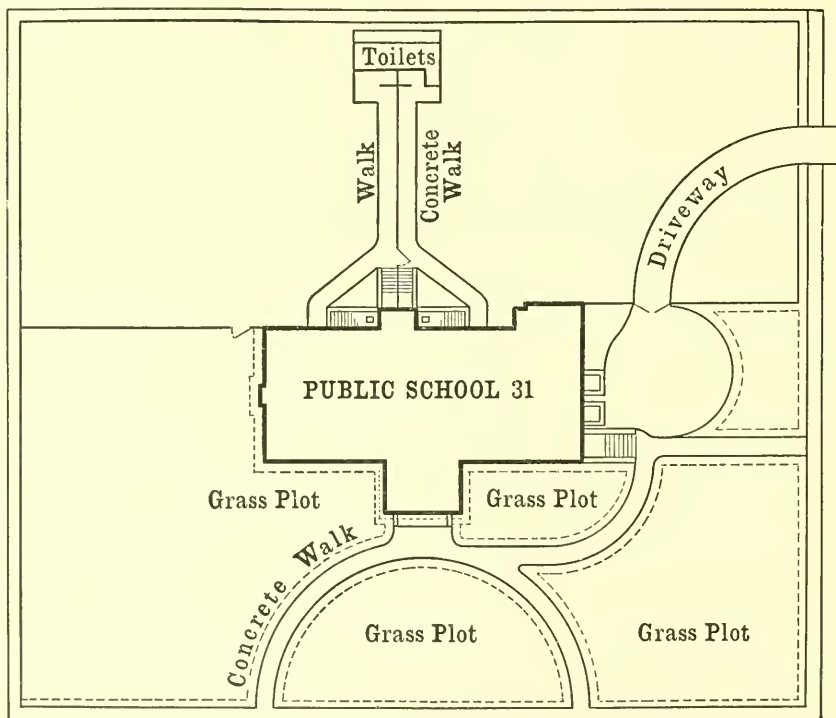 Toilets
Walk
Concrete
Walk
Driveway
PUBLIC SCHOOL 31
Grass Plot
Grass Plot
Concrete Walk
Grass Plot
Grass Plot